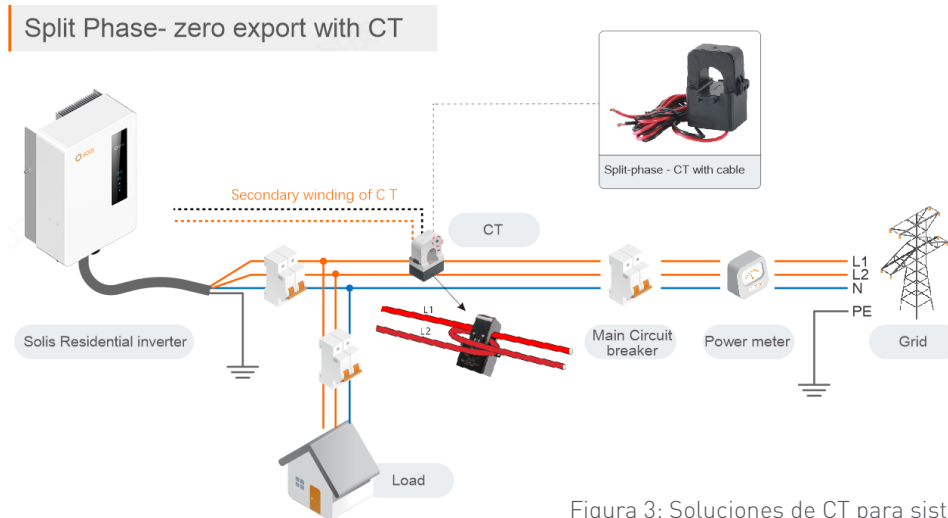 Split Phase- zero export with CT
Split-phase - CT with cable
Secondary winding of C T
CT
solis
L1
L2
N
PE
L1
L2
Solis Residential inverter
Main Circuit
breaker
Power meter
Grid
Load
Figura 3: Soluciones de CT para sist